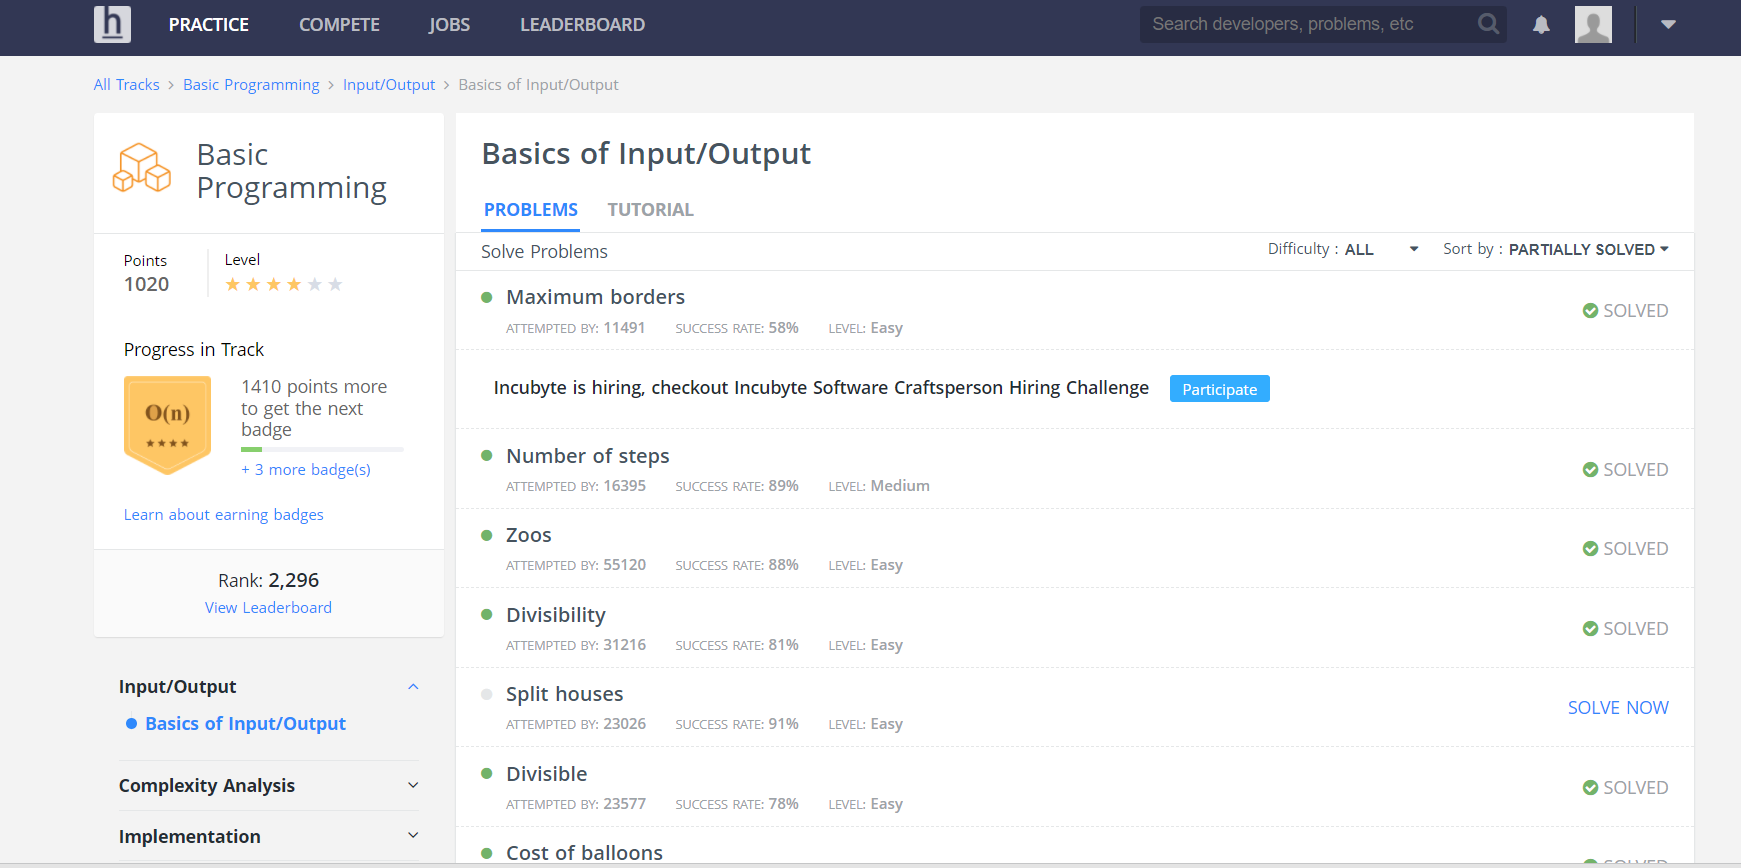 h PRACTICE COMPETE JOBS LEADERBOARD Search developers, problems, etc
All Tracks > Basic Programming > Input/Output > Basics of Input/Output
Basic
Programming
Points
1020
Level
Progress in Track
O(n)
1410 points more
to get the next
badge
+ 3 more badge(s)
Learn about earning badges
Rank: 2,296
View Leaderboard
Input/Output
Basics of Input/Output
Complexity Analysis
Implementation
Basics of Input/Output
PROBLEMS TUTORIAL
Solve Problems Difficulty : ALL Sort by : PARTIALLY SOLVED
Maximum borders
ATTEMPTED BY: 11491 SUCCESS RATE: 58% LEVEL: Easy
SOLVED
Incubyte is hiring, checkout Incubyte Software Craftsperson Hiring Challenge Participate
Number of steps
ATTEMPTED BY: 16395 SUCCESS RATE: 89% LEVEL: Medium
SOLVED
Zoos
ATTEMPTED BY: 55120 SUCCESS RATE: 88% LEVEL: Easy
SOLVED
Divisibility
ATTEMPTED BY: 31216 SUCCESS RATE: 81% LEVEL: Easy
SOLVED
Split houses
ATTEMPTED BY: 23026 SUCCESS RATE: 91% LEVEL: Easy
SOLVE NOW
Divisible
ATTEMPTED BY: 23577 SUCCESS RATE: 78% LEVEL: Easy
SOLVED
Cost of balloons
SOLVED